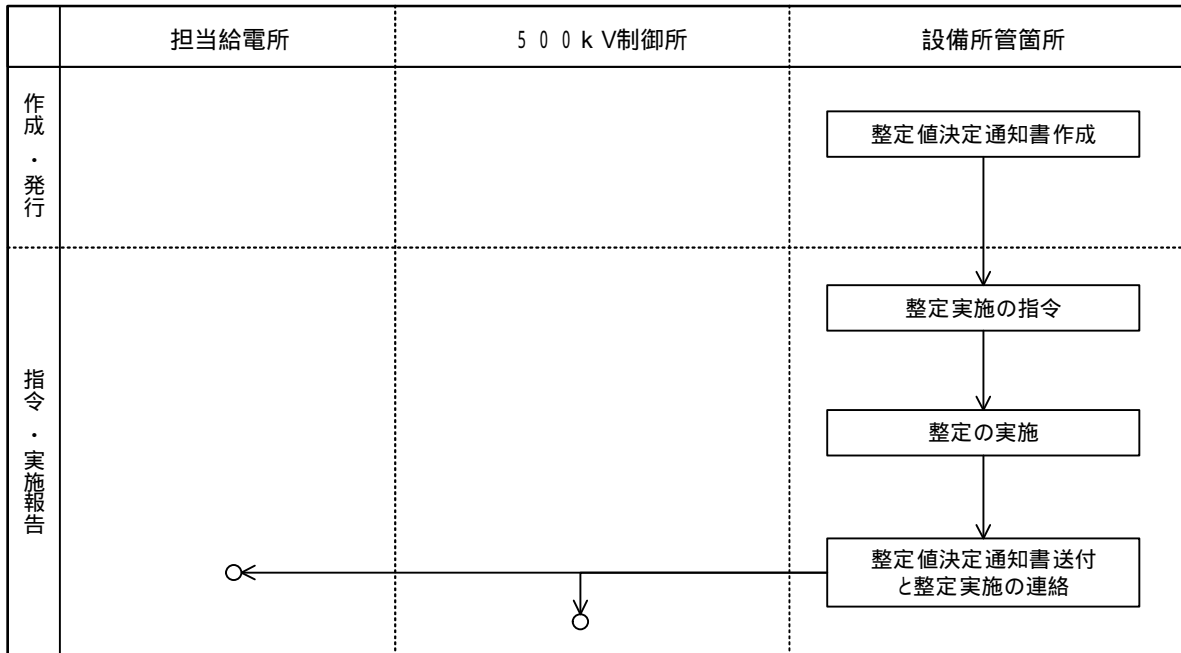 担当給電所
５００ｋＶ制御所
設備所管箇所
作成・発行
整定値決定通知書作成
指令・実施報告
整定実施の指令
整定の実施
整定値決定通知書送付
と整定実施の連絡